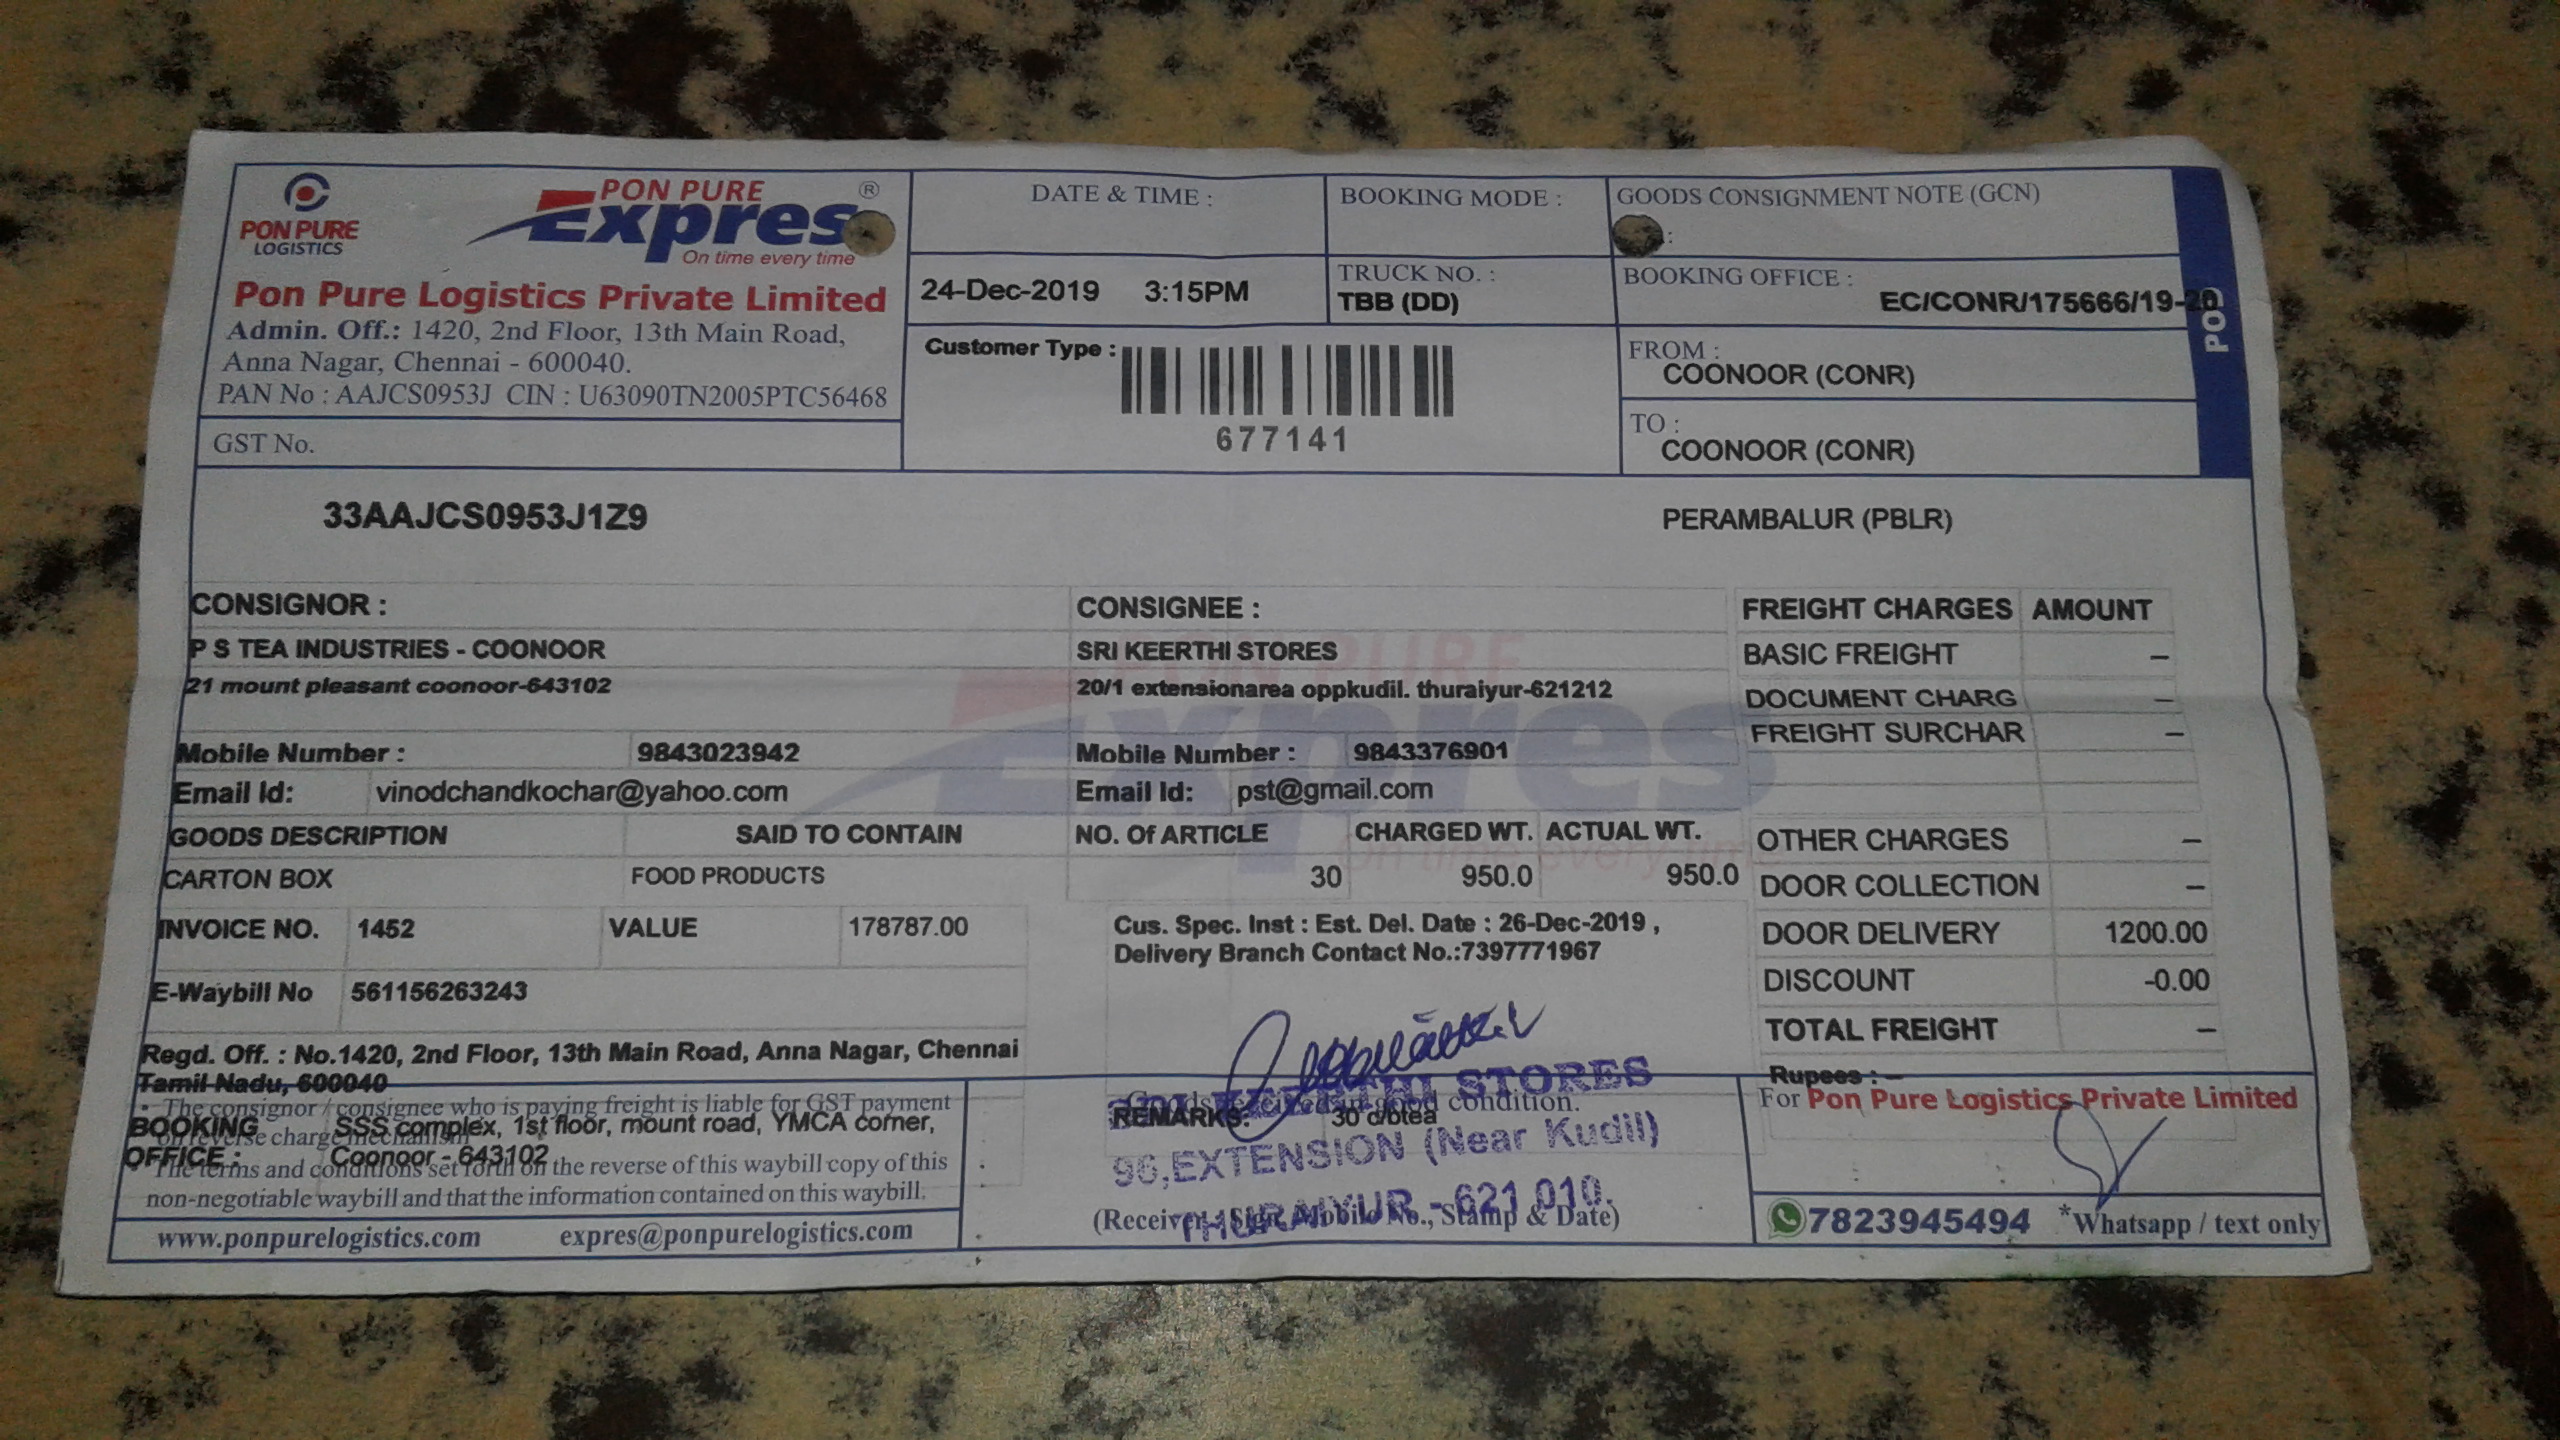 PON PURE
LOGISTICS
PON PURE
Expres ®
On time every time
Pon Pure Logistics Private Limited
Admin. Off.: 1420, 2nd Floor, 13th Main Road,
Anna Nagar, Chennai - 600040.
PAN No : AAJCS0953J CIN : U63090TN2005PTC56468
GST No.
DATE & TIME :
24-Dec-2019 3:15PM
BOOKING MODE :
TRUCK NO. :
TBB (DD)
GOODS CONSIGNMENT NOTE (GCN)
:
BOOKING OFFICE :
EC/CONR/175666/19-20
POD
Customer Type :
677141
FROM :
COONOOR (CONR)
TO :
COONOOR (CONR)
33AAJCS0953J1Z9
PERAMBALUR (PBLR)
CONSIGNOR :
P S TEA INDUSTRIES - COONOOR
21 mount pleasant coonoor-643102
Mobile Number : 9843023942
Email Id: vinodchandkochar@yahoo.com
CONSIGNEE :
SRI KEERTHI STORES
20/1 extensionarea oppkudil. thuraiyur-621212
Mobile Number : 9843376901
Email Id: pst@gmail.com
FREIGHT CHARGES AMOUNT
BASIC FREIGHT –
DOCUMENT CHARG –
FREIGHT SURCHAR –
OTHER CHARGES –
DOOR COLLECTION –
DOOR DELIVERY 1200.00
DISCOUNT -0.00
TOTAL FREIGHT –
Rupees : –
GOODS DESCRIPTION SAID TO CONTAIN NO. Of ARTICLE CHARGED WT. ACTUAL WT.
CARTON BOX FOOD PRODUCTS 30 950.0 950.0
INVOICE NO. 1452 VALUE 178787.00
E-Waybill No 561156263243
Cus. Spec. Inst : Est. Del. Date : 26-Dec-2019 ,
Delivery Branch Contact No.:7397771967
Regd. Off. : No.1420, 2nd Floor, 13th Main Road, Anna Nagar, Chennai
Tamil Nadu, 600040
• The consignor / consignee who is paying freight is liable for GST payment
on reverse charge mechanism
BOOKING OFFICE : SSS complex, 1st floor, mount road, YMCA corner,
Coonoor - 643102
• The terms and conditions set forth on the reverse of this waybill copy of this
non-negotiable waybill and that the information contained on this waybill.
www.ponpurelogistics.com expres@ponpurelogistics.com
Goods received in good condition.
REMARKS: 30 c/btea
SRI KEERTHI STORES
96,EXTENSION (Near Kudil)
THURAIYUR - 621 010.
(Receiver's Sign, Mobile No., Stamp & Date)
For Pon Pure Logistics Private Limited
7823945494 *Whatsapp / text only